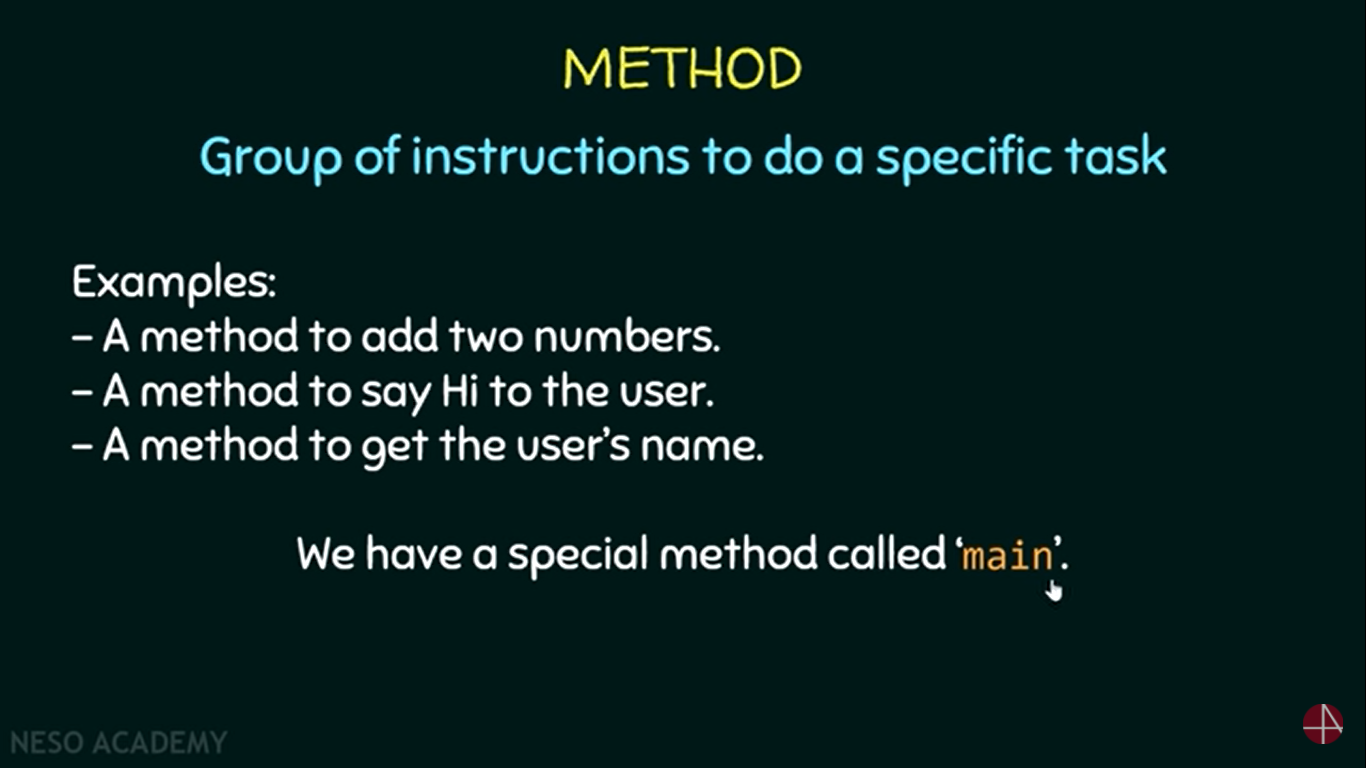 METHOD
Group of instructions to do a specific task
Examples:
– A method to add two numbers.
– A method to say Hi to the user.
– A method to get the user’s name.
We have a special method called ‘main’.
NESO ACADEMY